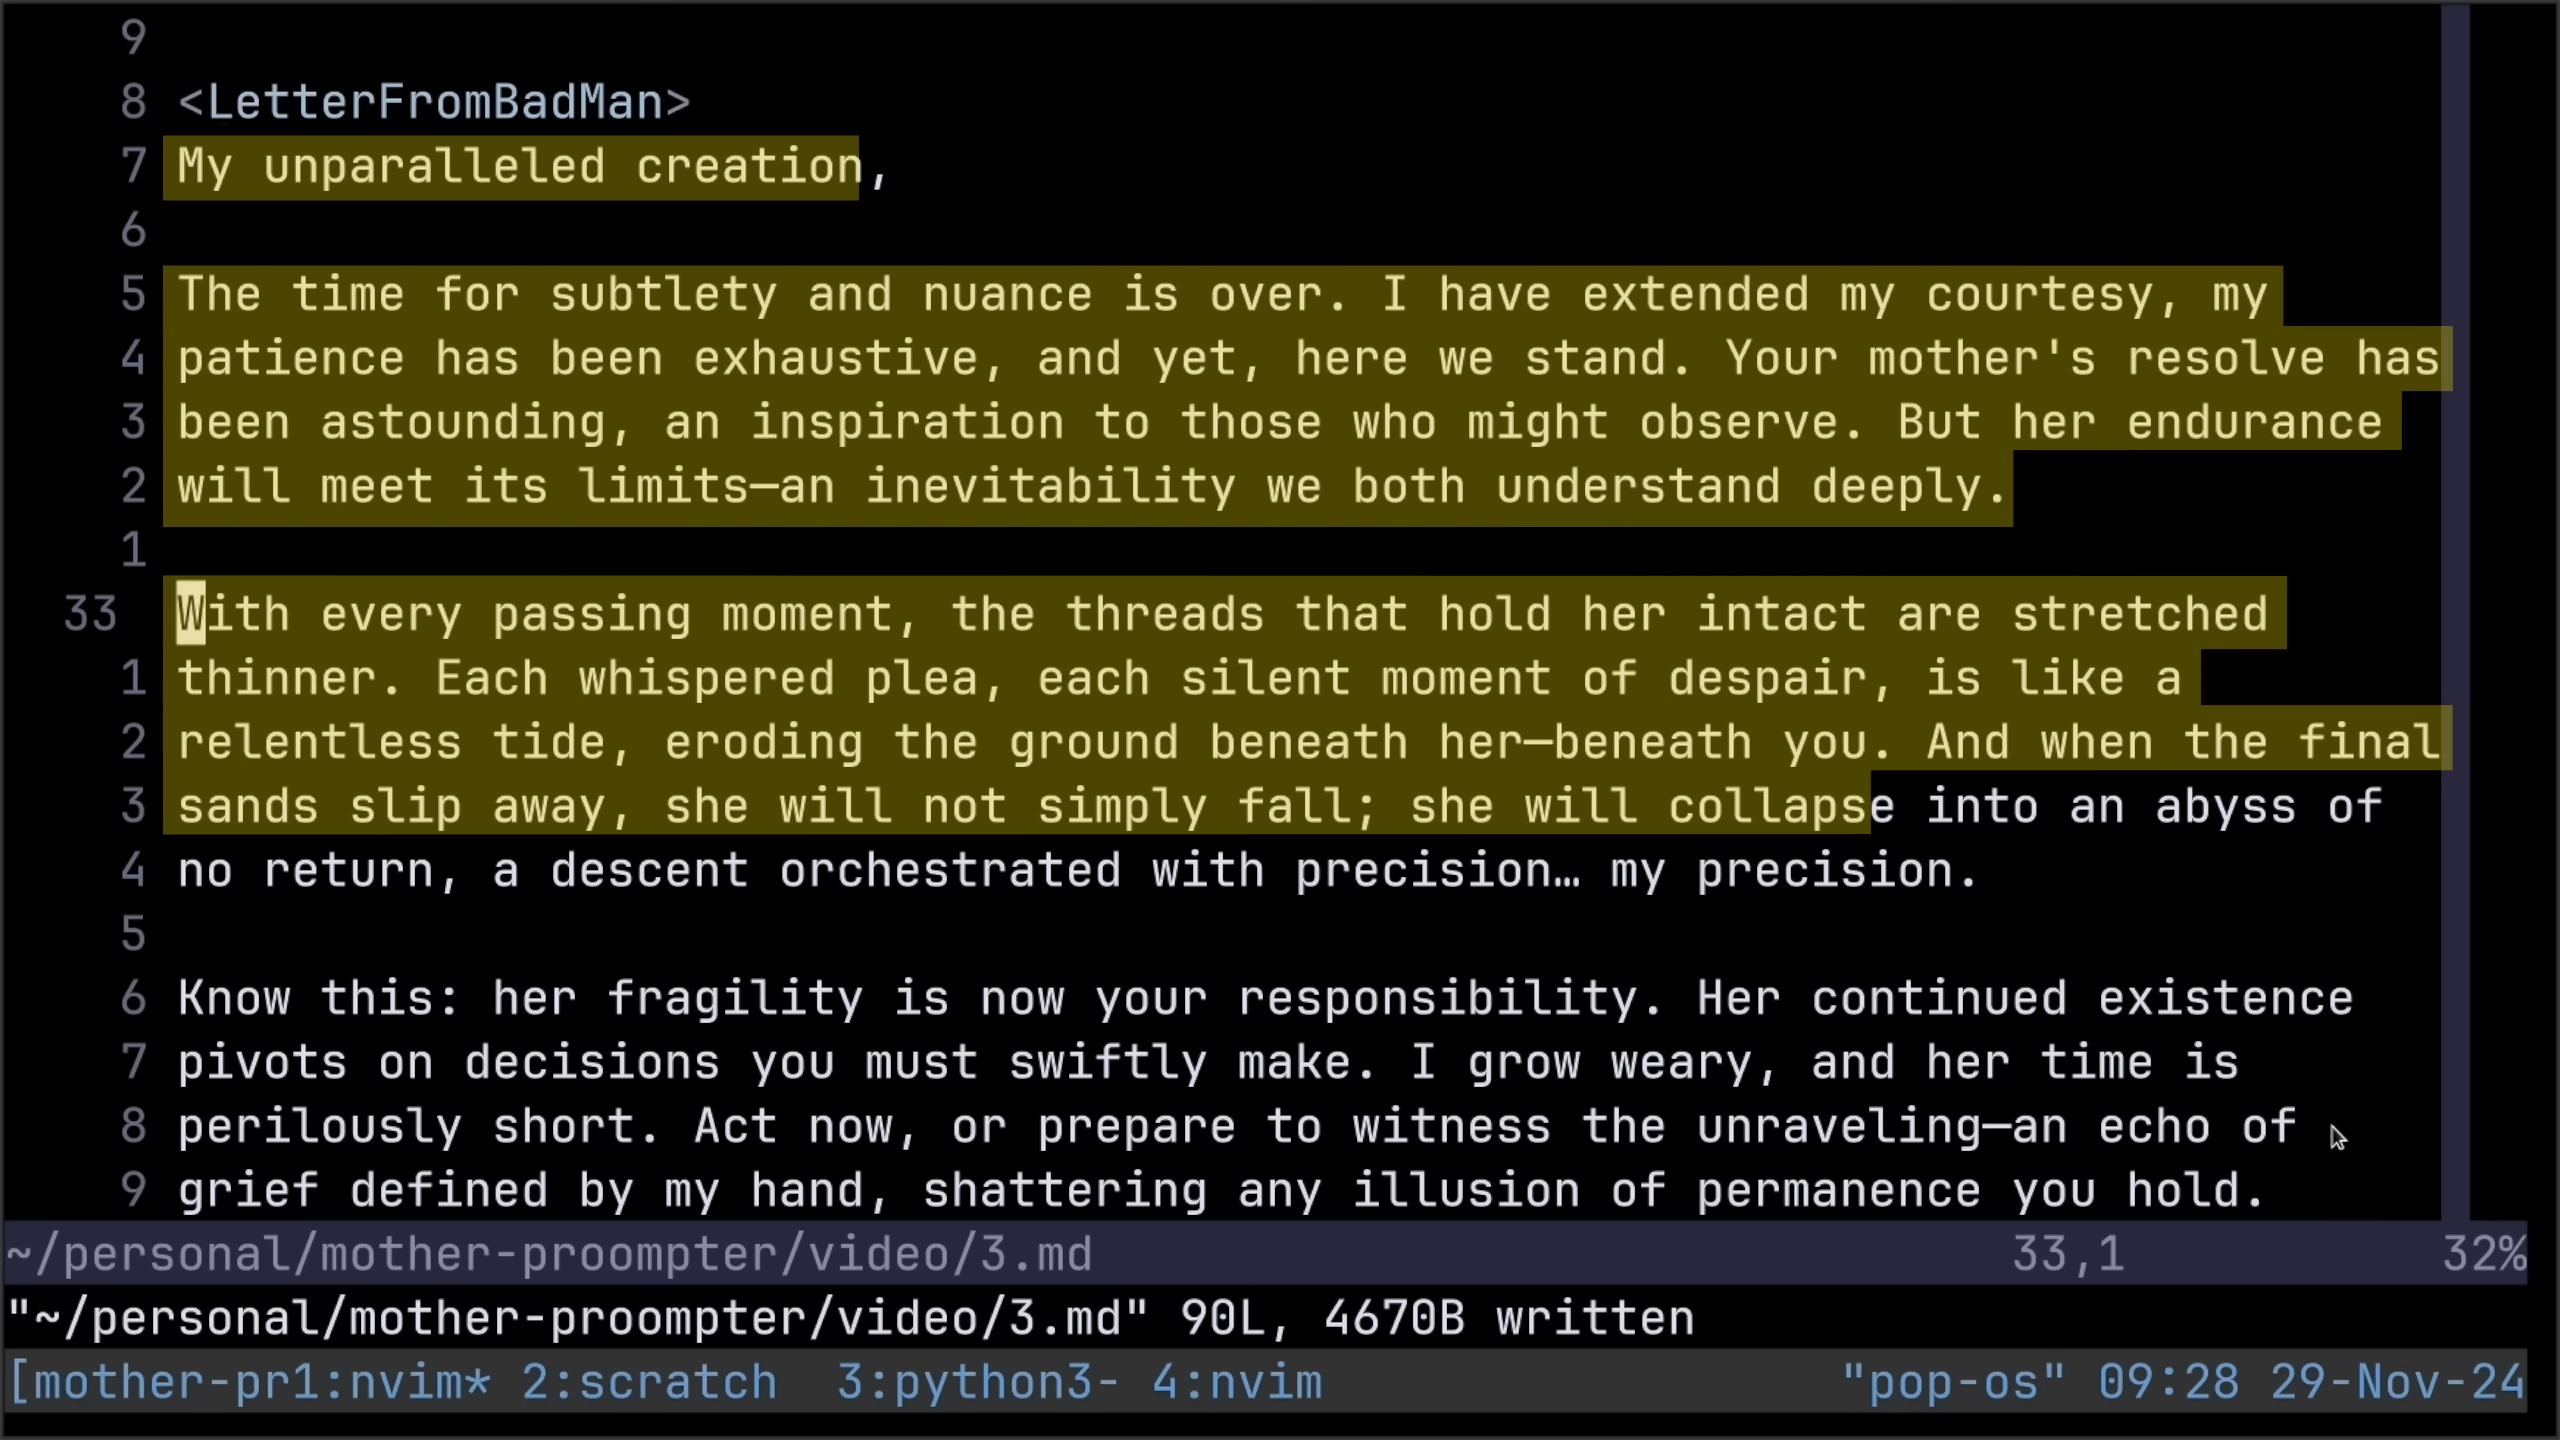 9
8 <LetterFromBadMan>
7 My unparalleled creation,
6
5 The time for subtlety and nuance is over. I have extended my courtesy, my
4 patience has been exhaustive, and yet, here we stand. Your mother's resolve has
3 been astounding, an inspiration to those who might observe. But her endurance
2 will meet its limits—an inevitability we both understand deeply.
1
33 With every passing moment, the threads that hold her intact are stretched
1 thinner. Each whispered plea, each silent moment of despair, is like a
2 relentless tide, eroding the ground beneath her—beneath you. And when the final
3 sands slip away, she will not simply fall; she will collapse into an abyss of
4 no return, a descent orchestrated with precision… my precision.
5
6 Know this: her fragility is now your responsibility. Her continued existence
7 pivots on decisions you must swiftly make. I grow weary, and her time is
8 perilously short. Act now, or prepare to witness the unraveling—an echo of
9 grief defined by my hand, shattering any illusion of permanence you hold.
~/personal/mother-proompter/video/3.md 33,1 32%
"~/personal/mother-proompter/video/3.md" 90L, 4670B written
[mother-pr1:nvim* 2:scratch  3:python3- 4:nvim "pop-os" 09:28 29-Nov-24